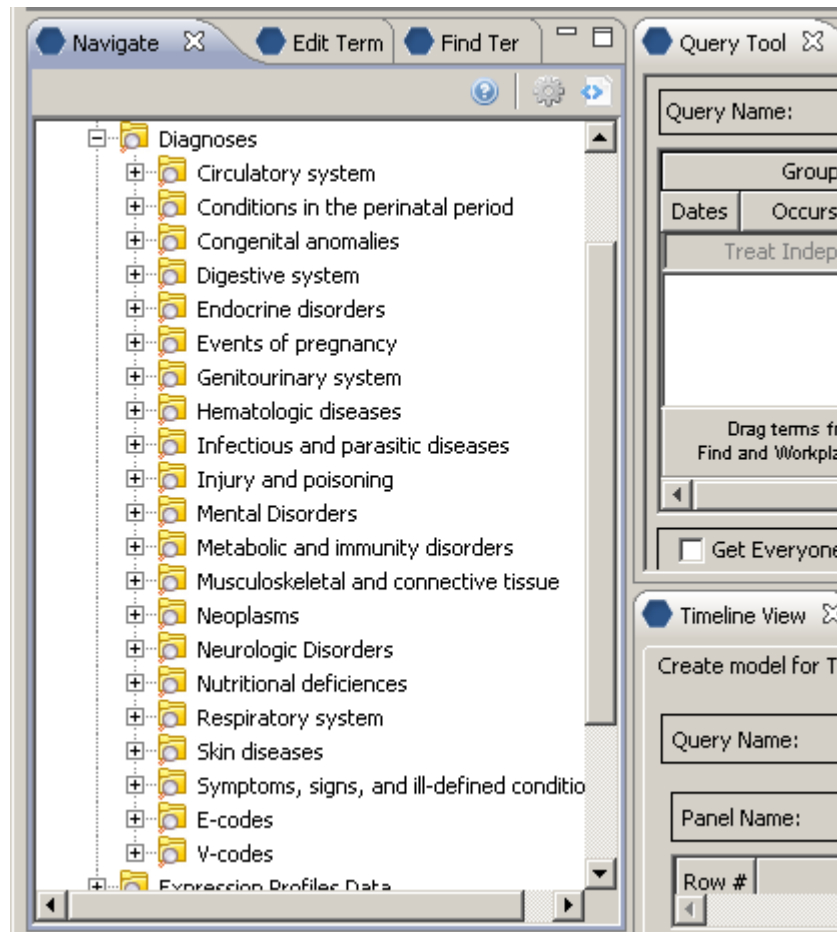 Navigate
Edit Term
Find Ter
Diagnoses
Circulatory system
Conditions in the perinatal period
Congenital anomalies
Digestive system
Endocrine disorders
Events of pregnancy
Genitourinary system
Hematologic diseases
Infectious and parasitic diseases
Injury and poisoning
Mental Disorders
Metabolic and immunity disorders
Musculoskeletal and connective tissue
Neoplasms
Neurologic Disorders
Nutritional deficiences
Respiratory system
Skin diseases
Symptoms, signs, and ill-defined conditio
E-codes
V-codes
Expression Profiles Data
Query Tool
Query Name:
Group
Dates Occurs
Treat Indep
Drag terms fr
Find and Workpla
Get Everyone
Timeline View
Create model for T
Query Name:
Panel Name:
Row #